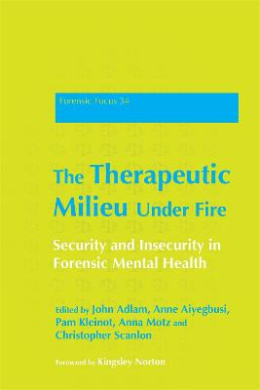 Forensic Focus 34
The Therapeutic
Milieu Under Fire
Security and Insecurity in
Forensic Mental Health
Edited by John Adlam, Anne Aiyegbusi,
Pam Kleinot, Anna Motz and
Christopher Scanlon
Foreword by Kingsley Norton